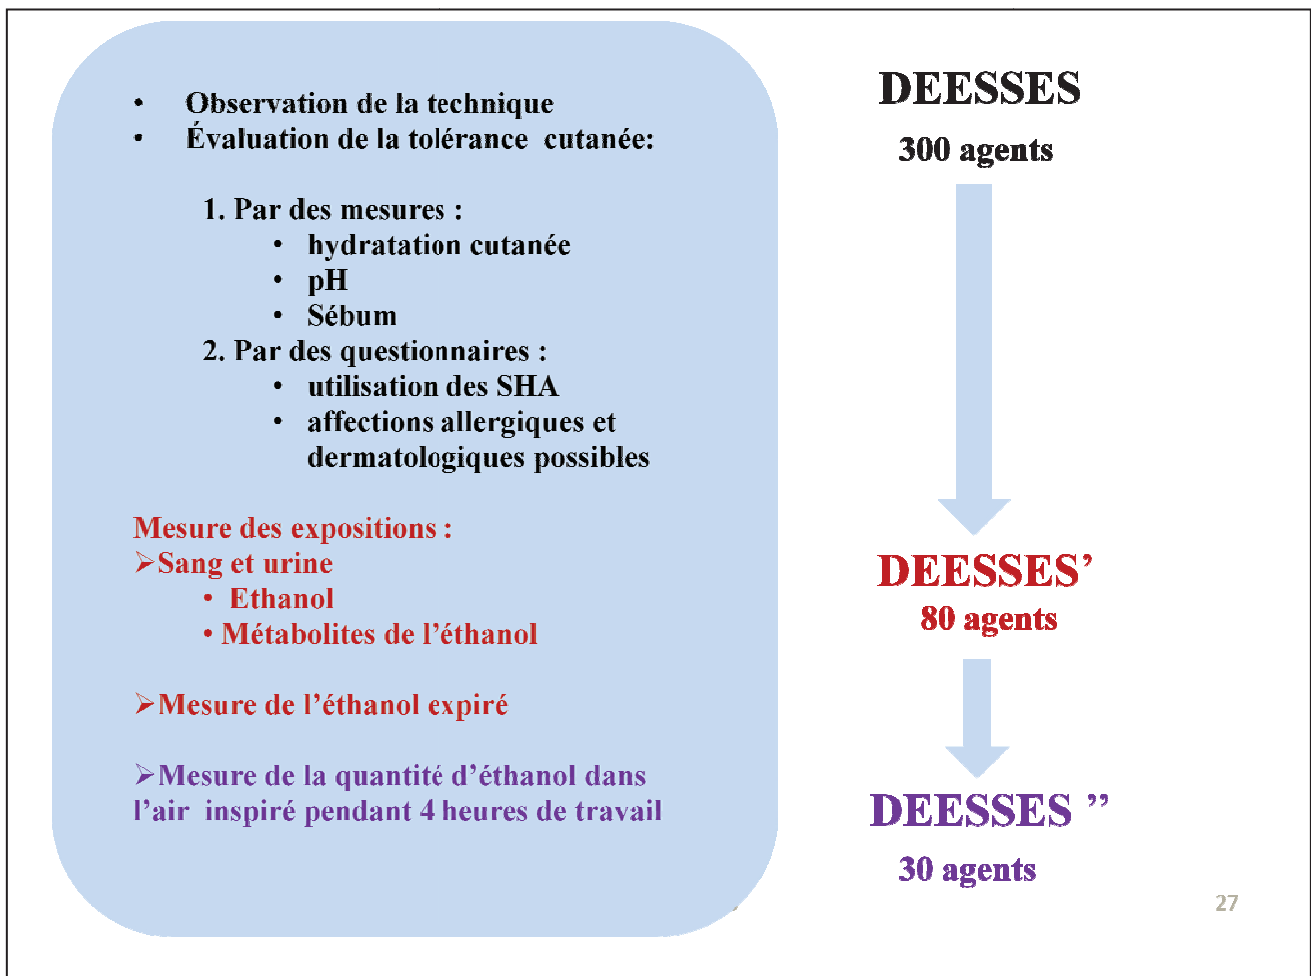 • Observation de la technique
• Évaluation de la tolérance cutanée:
1. Par des mesures :
• hydratation cutanée
• pH
• Sébum
2. Par des questionnaires :
• utilisation des SHA
• affections allergiques et
dermatologiques possibles
Mesure des expositions :
➢Sang et urine
• Ethanol
• Métabolites de l’éthanol
➢Mesure de l’éthanol expiré
➢Mesure de la quantité d’éthanol dans
l’air inspiré pendant 4 heures de travail
DEESSES
300 agents
DEESSES’
80 agents
DEESSES ’’
30 agents
27